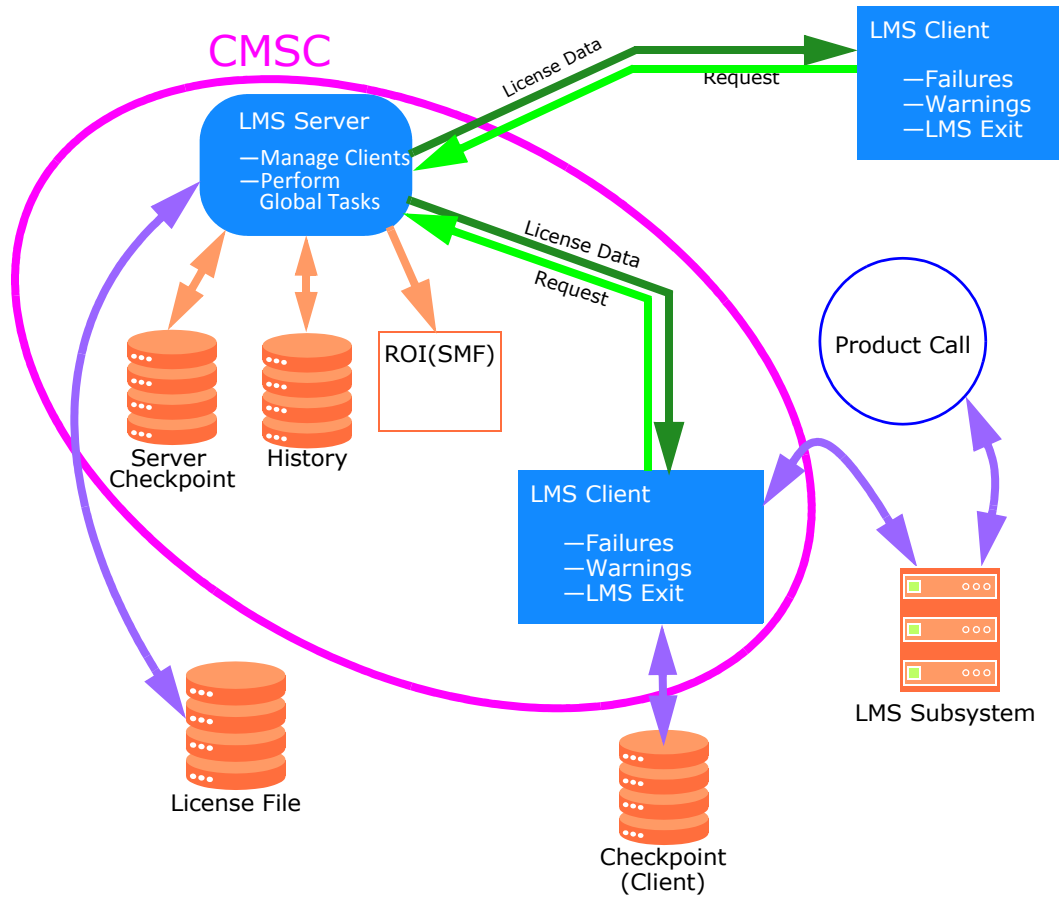 CMSC
LMS Server
—Manage Clients
—Perform
Global Tasks
License Data
Request
LMS Client
—Failures
—Warnings
—LMS Exit
License Data
Request
ROI(SMF)
Product Call
Server
Checkpoint
History
LMS Client
—Failures
—Warnings
—LMS Exit
LMS Subsystem
License File
Checkpoint
(Client)